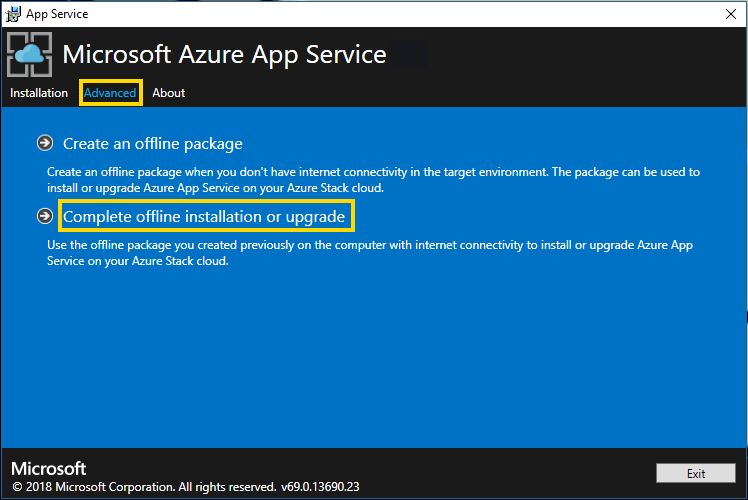 App Service
Microsoft Azure App Service
Installation Advanced About
Create an offline package
Create an offline package when you don't have internet connectivity in the target environment. The package can be used to
install or upgrade Azure App Service on your Azure Stack cloud.
Complete offline installation or upgrade
Use the offline package you created previously on the computer with internet connectivity to install or upgrade Azure App
Service on your Azure Stack cloud.
Microsoft
© 2018 Microsoft Corporation. All rights reserved. v69.0.13690.23
Exit